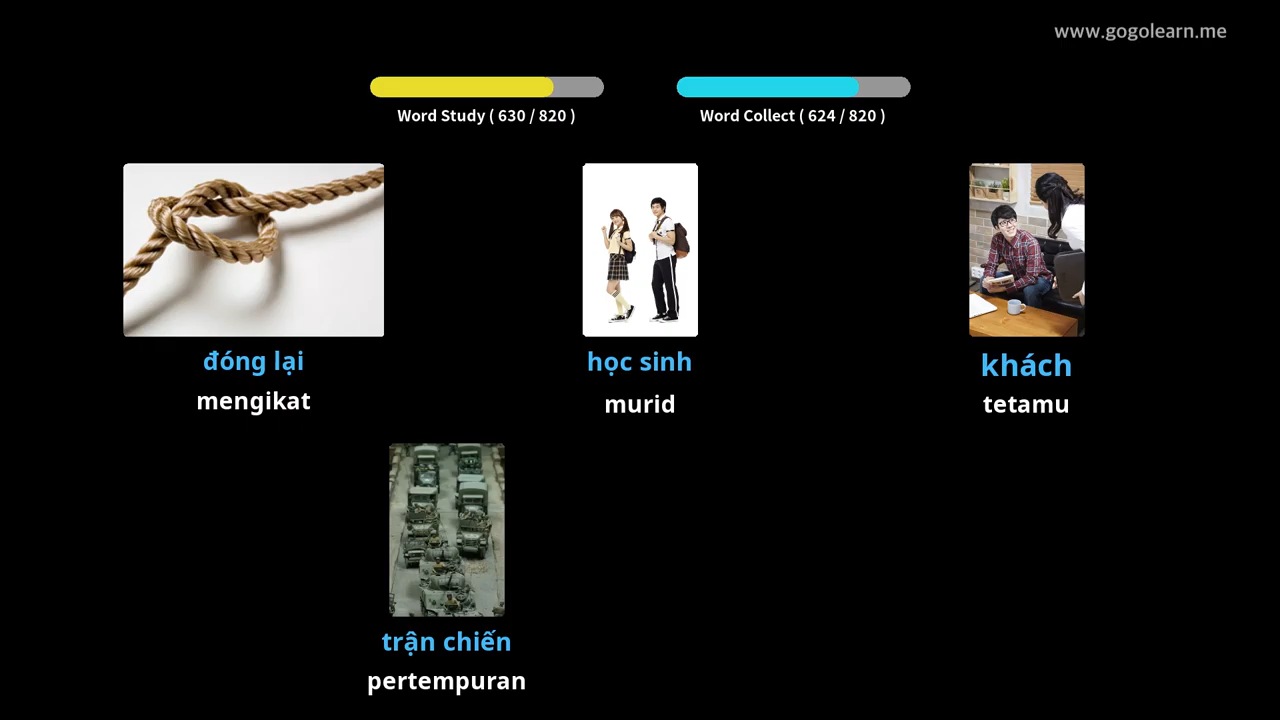 www.gogolearn.me
Word Study ( 630 / 820 )
Word Collect ( 624 / 820 )
đóng lại
mengikat
học sinh
murid
khách
tetamu
trận chiến
pertempuran